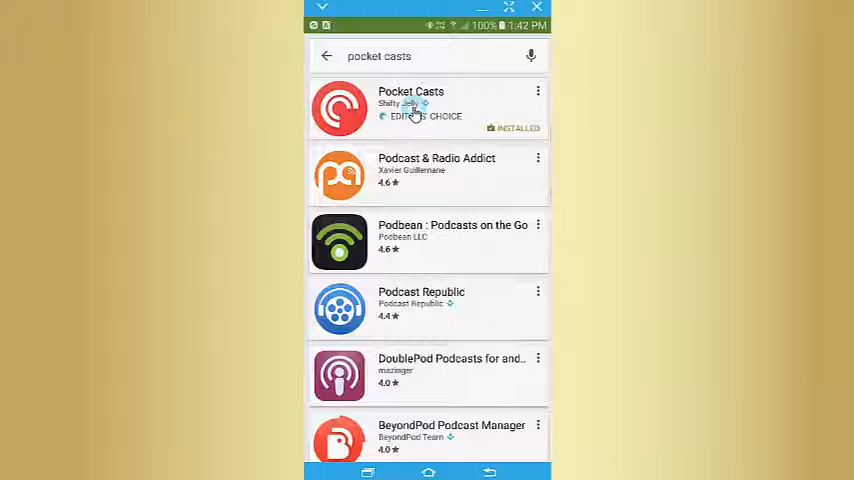 100% 1:42 PM
pocket casts
Pocket Casts
Shifty Jelly
EDITORS' CHOICE
INSTALLED
Podcast & Radio Addict
Xavier Guillemane
4.6★
Podbean : Podcasts on the Go
Podbean LLC
4.6★
Podcast Republic
Podcast Republic
4.4★
DoublePod Podcasts for and..
mazinger
4.0★
BeyondPod Podcast Manager
BeyondPod Team
4.0★